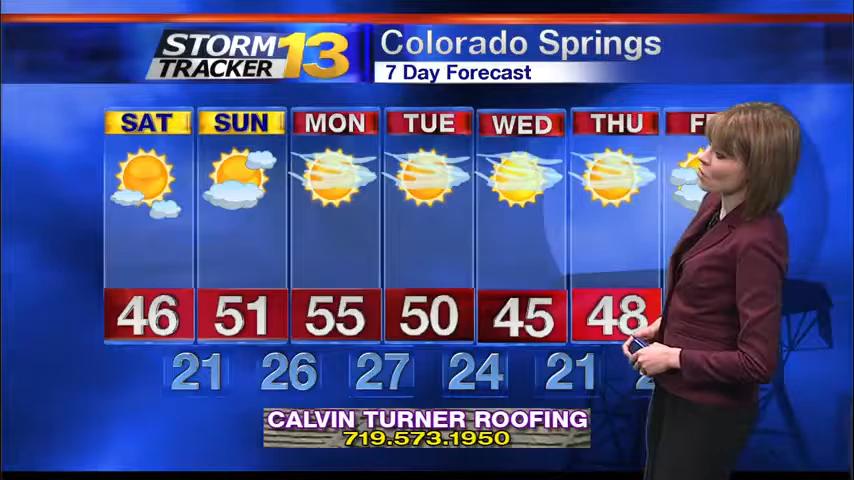 STORM 13
TRACKER
Colorado Springs
7 Day Forecast
SAT SUN MON TUE WED THU
46 51 55 50 45 48
21 26 27 24 21
CALVIN TURNER ROOFING
719.573.1950